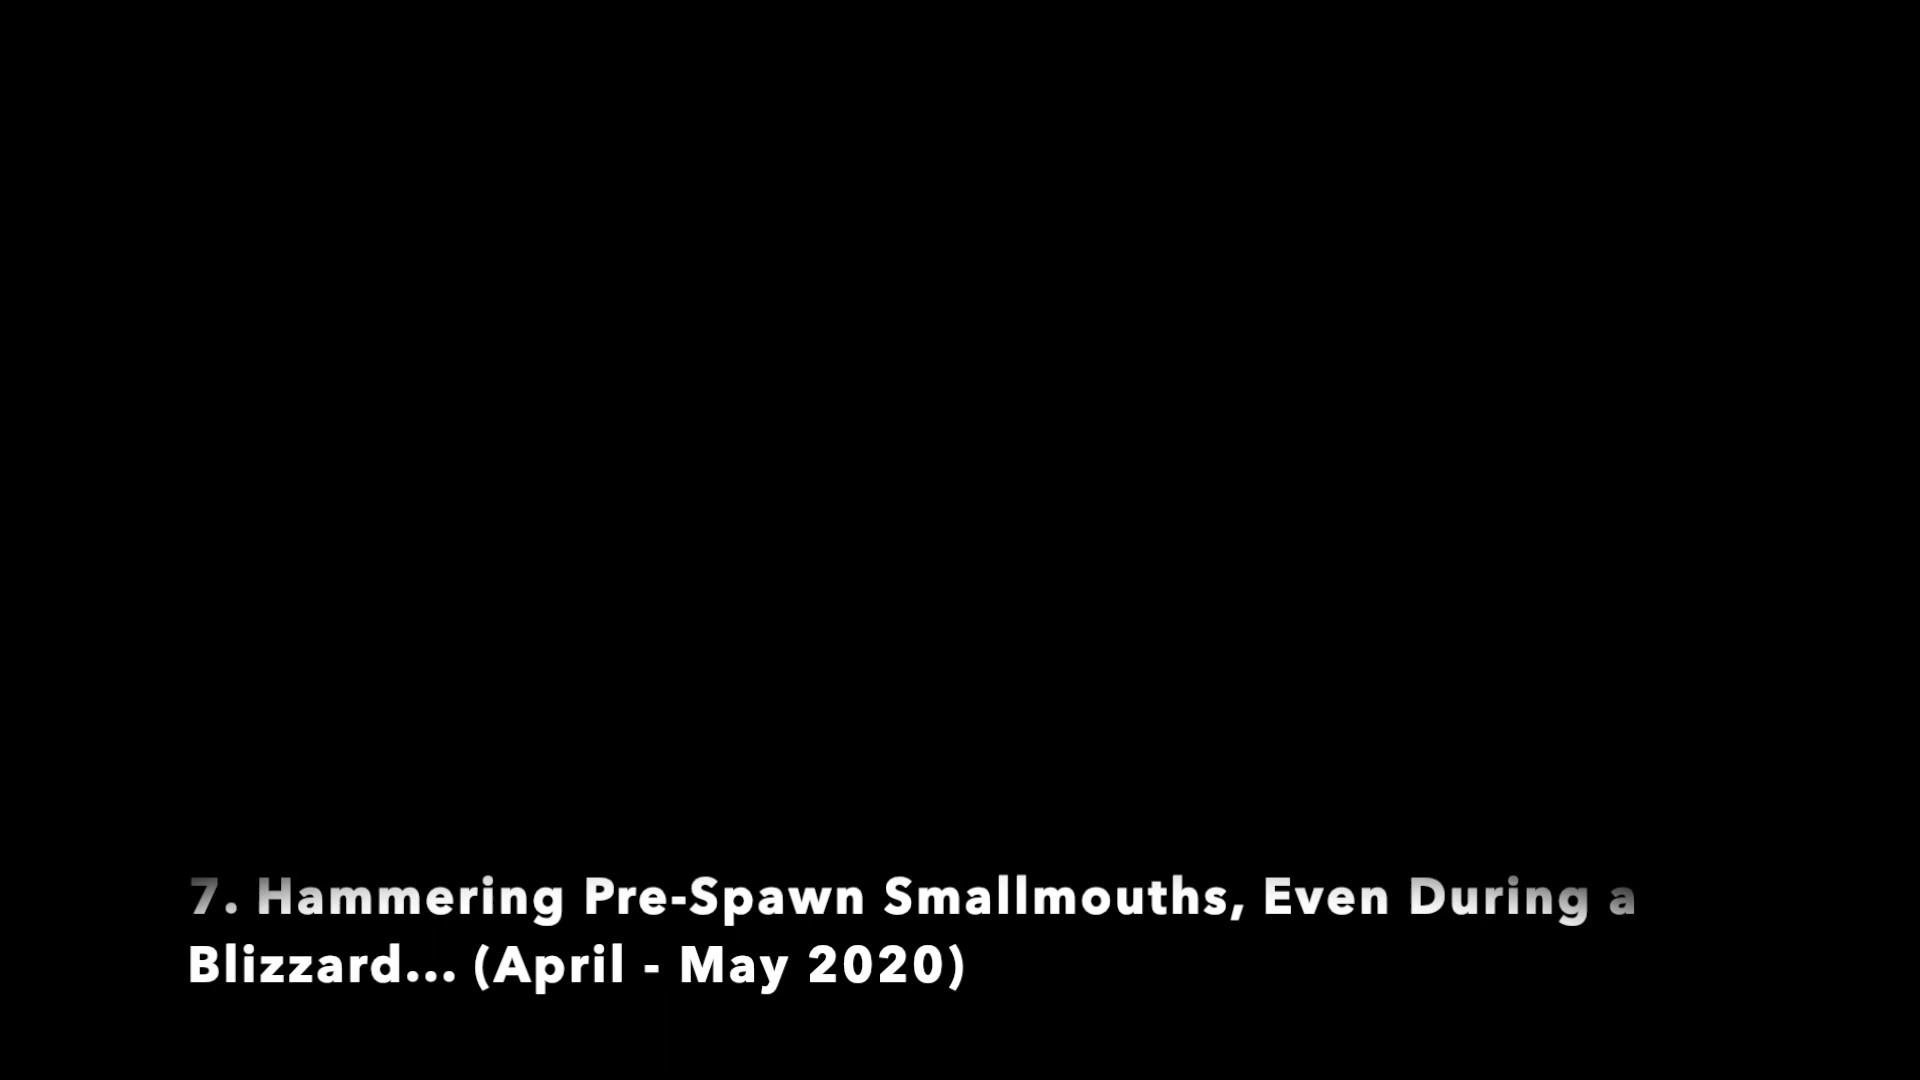 7. Hammering Pre-Spawn Smallmouths, Even During a
Blizzard... (April - May 2020)